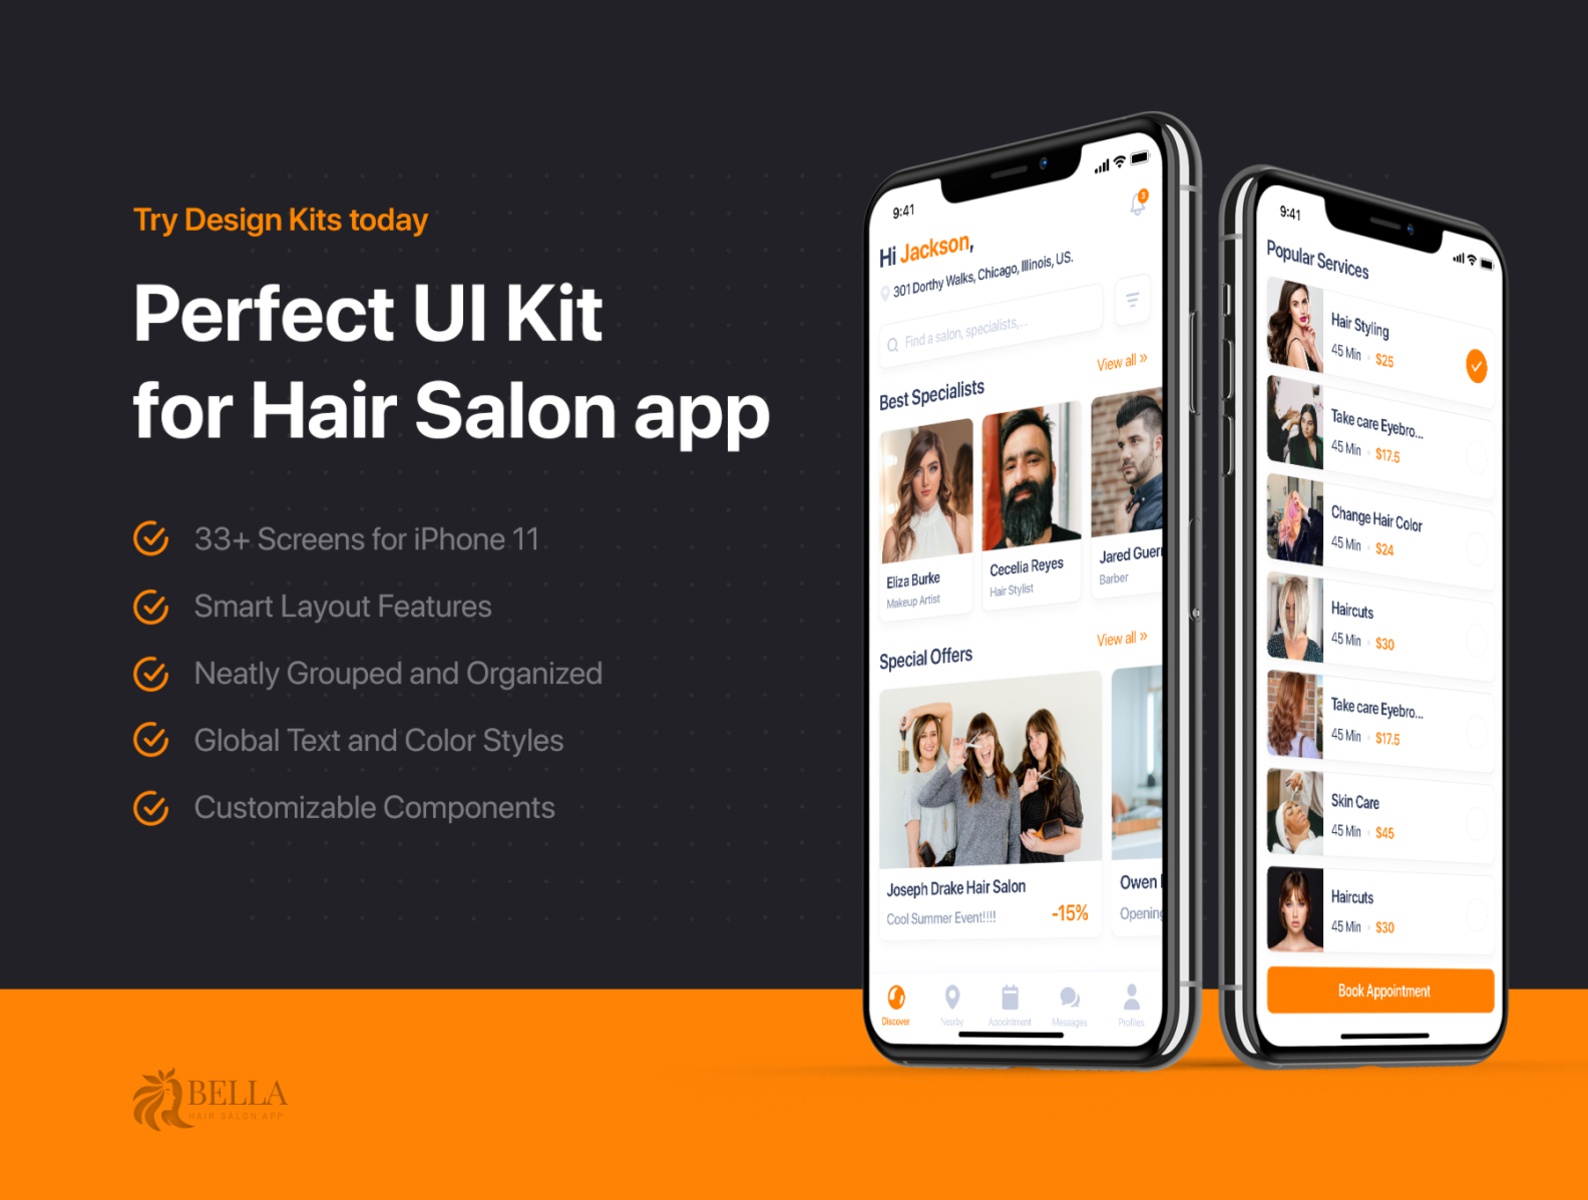 Try Design Kits today
Perfect UI Kit
for Hair Salon app
33+ Screens for iPhone 11
Smart Layout Features
Neatly Grouped and Organized
Global Text and Color Styles
Customizable Components
BELLA
HAIR SALON APP
9:41
3
Hi Jackson,
301 Dorthy Walks, Chicago, Illinois, US.
Find a salon, specialists,...
View all »
Best Specialists
Eliza Burke
Makeup Artist
Cecelia Reyes
Hair Stylist
Jared Guerr
Barber
View all »
Special Offers
Joseph Drake Hair Salon
Cool Summer Event!!!!
-15%
Owen
Opening
Discover
Nearby
Appointment
Messages
Profiles
9:41
Popular Services
Hair Styling
45 Min • $25
Take care Eyebro...
45 Min • $17.5
Change Hair Color
45 Min • $24
Haircuts
45 Min • $30
Take care Eyebro...
45 Min • $17.5
Skin Care
45 Min • $45
Haircuts
45 Min • $30
Book Appointment